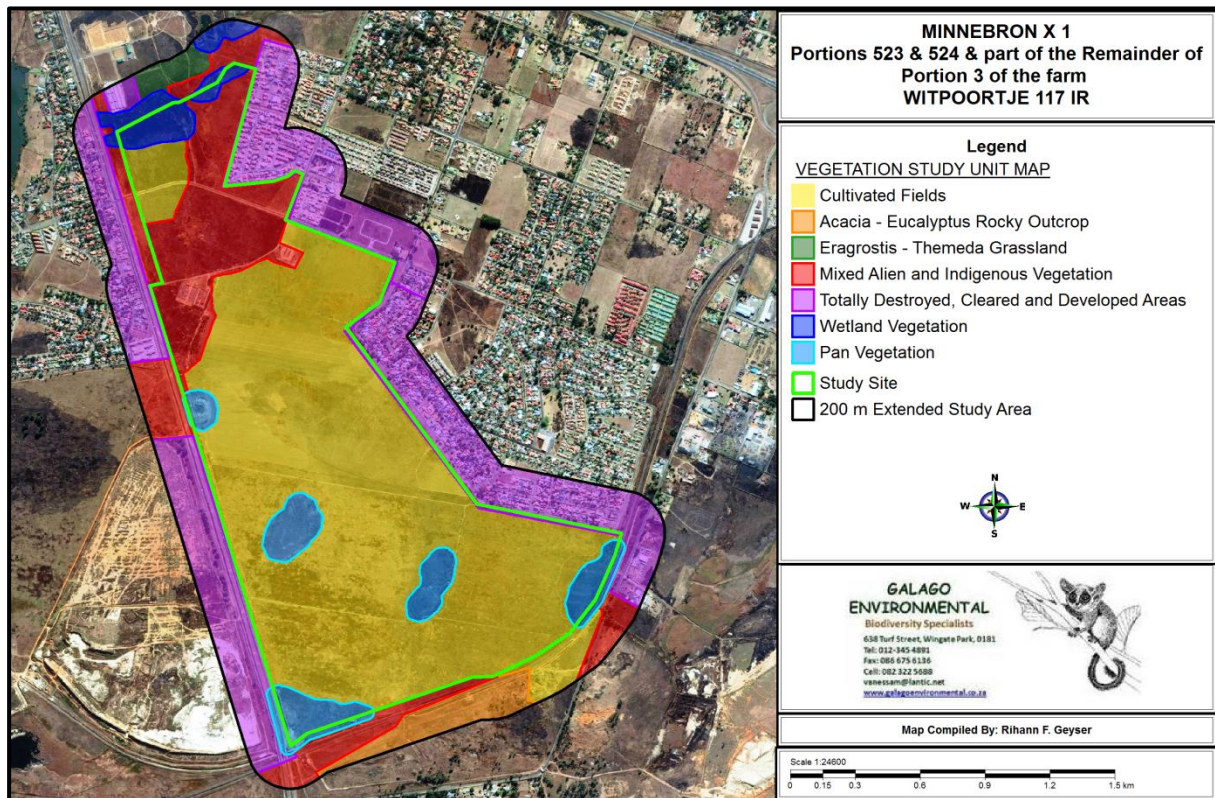 MINNEBRON X 1
Portions 523 & 524 & part of the Remainder of
Portion 3 of the farm
WITPOORTJE 117 IR
Legend
VEGETATION STUDY UNIT MAP
Cultivated Fields
Acacia - Eucalyptus Rocky Outcrop
Eragrostis - Themeda Grassland
Mixed Alien and Indigenous Vegetation
Totally Destroyed, Cleared and Developed Areas
Wetland Vegetation
Pan Vegetation
Study Site
200 m Extended Study Area
N
W E
S
GALAGO
ENVIRONMENTAL
Biodiversity Specialists
638 Turf Street, Wingate Park, 0181
Tel: 012-345 4891
Fax: 086 675 6136
Cell: 082 322 5688
vanessam@lantic.net
www.galagoenvironmental.co.za
Map Compiled By: Rihann F. Geyser
Scale 1:24600
0 0.15 0.3 0.6 0.9 1.2 1.5 km